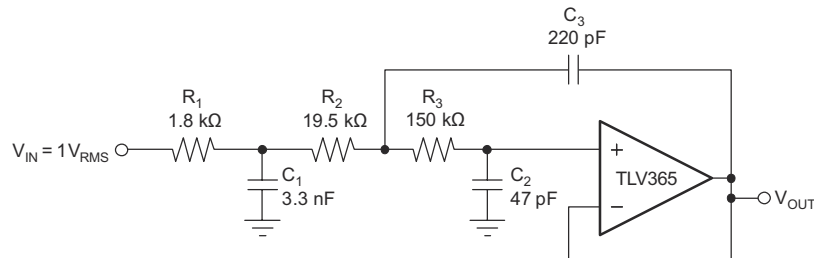 C3
220 pF
R1
1.8 kΩ
R2
19.5 kΩ
R3
150 kΩ
VIN = 1VRMS
C1
3.3 nF
C2
47 pF
+
TLV365
−
VOUT